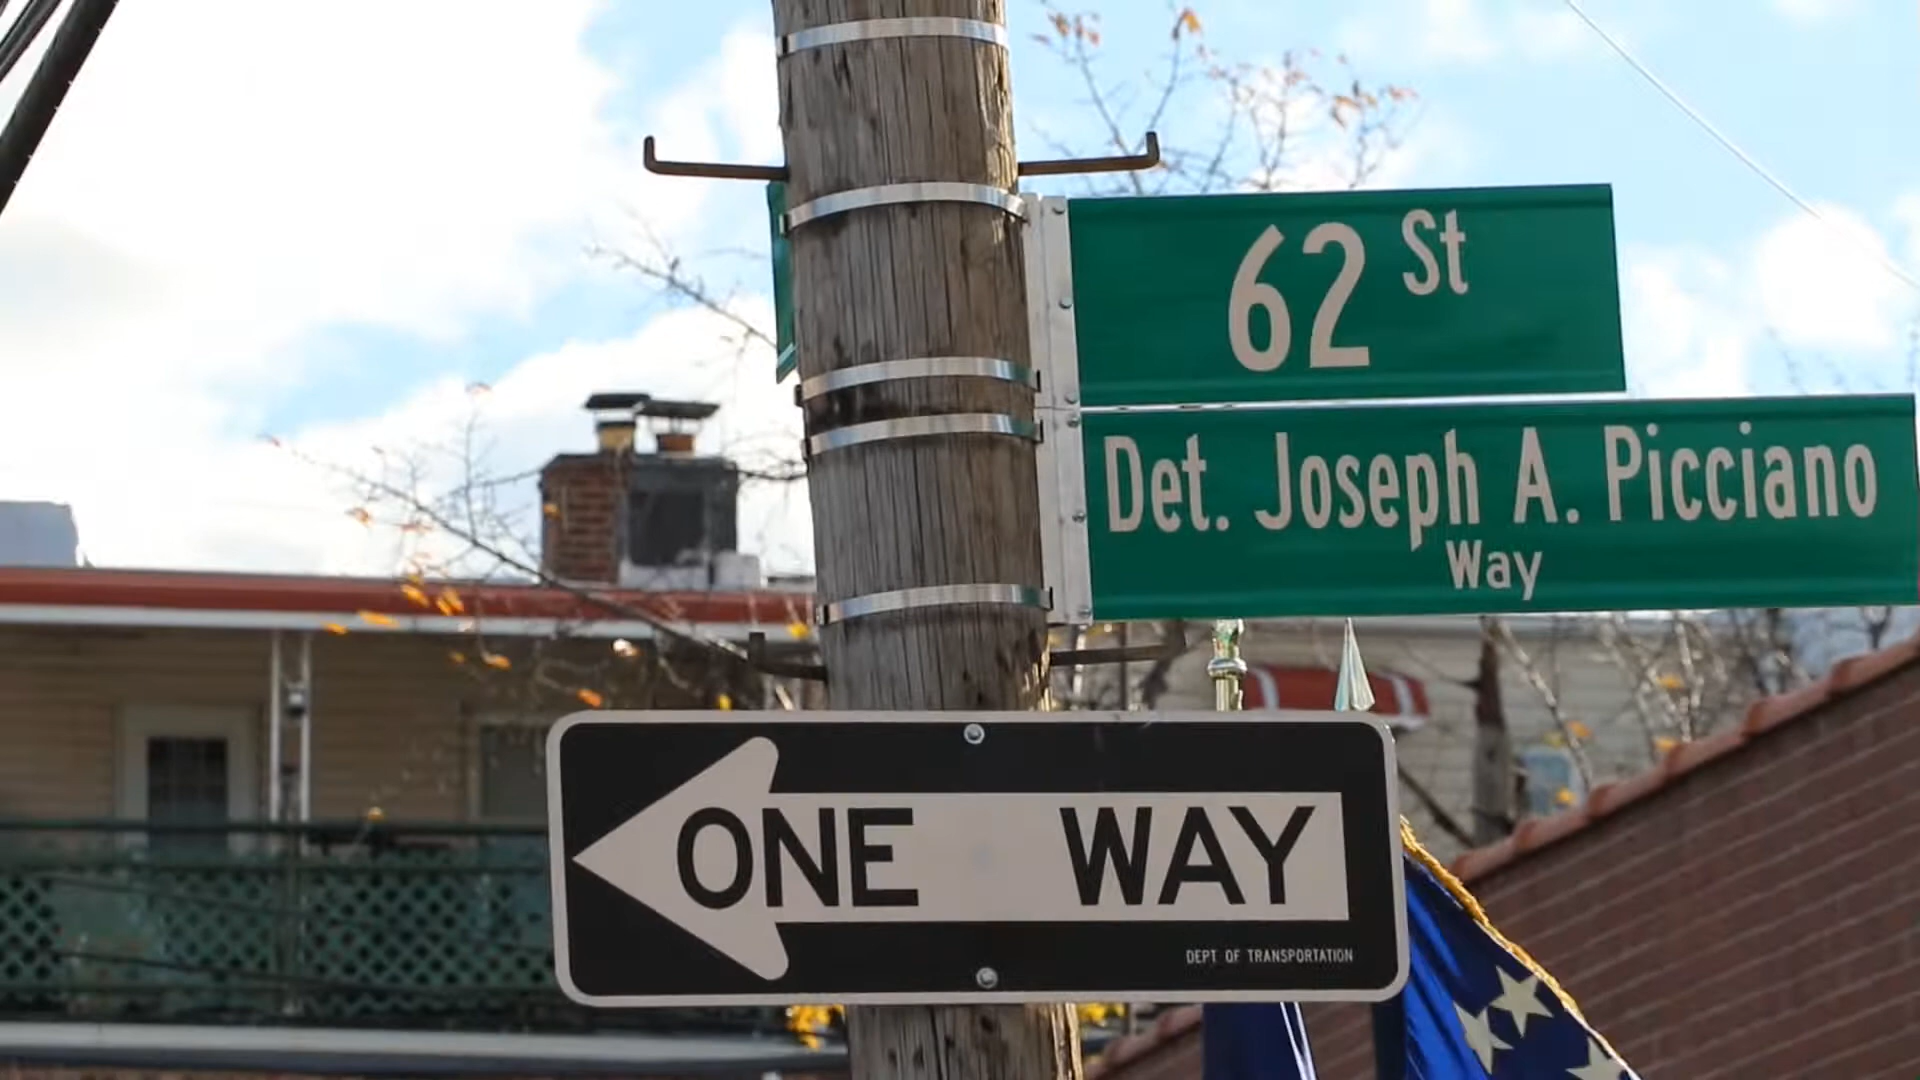 62 St
Det. Joseph A. Picciano
Way
ONE WAY
DEPT OF TRANSPORTATION